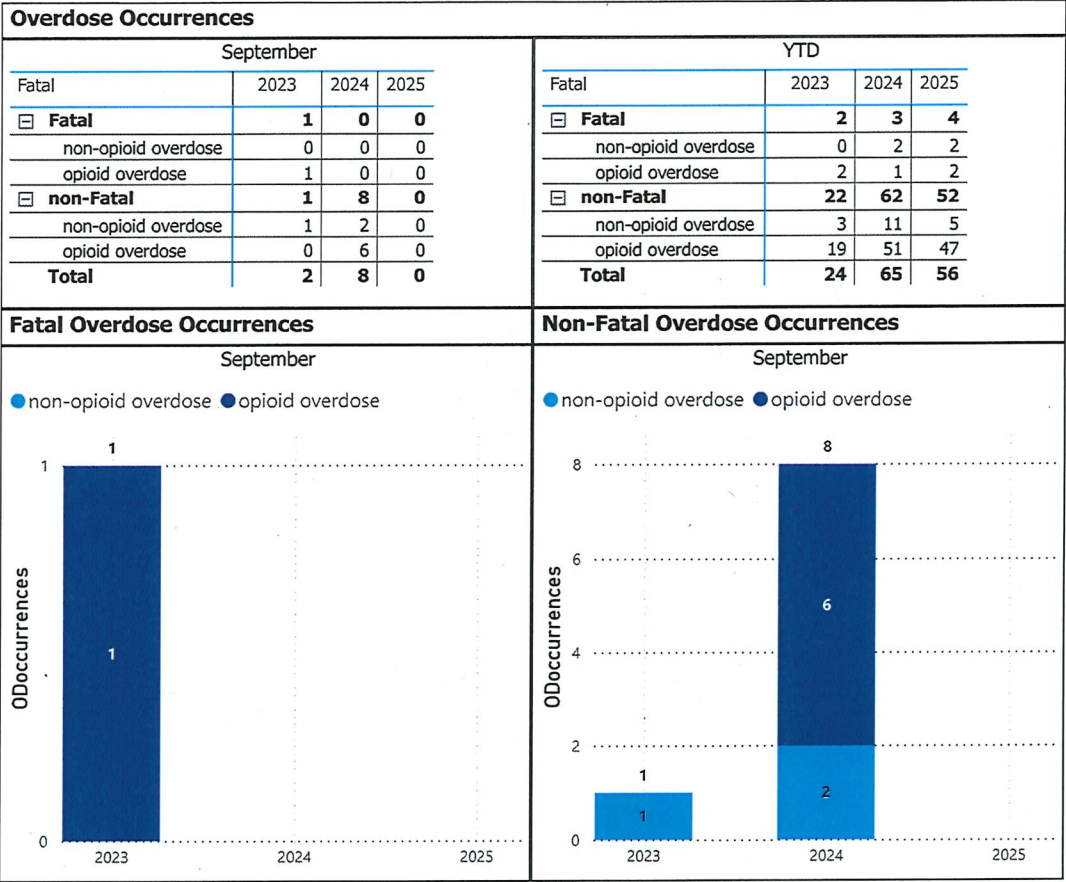 Overdose Occurrences
September
Fatal 2023 2024 2025
Fatal 1 0 0
non-opioid overdose 0 0 0
opioid overdose 1 0 0
non-Fatal 1 8 0
non-opioid overdose 1 2 0
opioid overdose 0 6 0
Total 2 8 0
YTD
Fatal 2023 2024 2025
Fatal 2 3 4
non-opioid overdose 0 2 2
opioid overdose 2 1 2
non-Fatal 22 62 52
non-opioid overdose 3 11 5
opioid overdose 19 51 47
Total 24 65 56
Fatal Overdose Occurrences
September
non-opioid overdose opioid overdose
1
1
1
0
ODoccurrences
2023 2024 2025
Non-Fatal Overdose Occurrences
September
non-opioid overdose opioid overdose
8
8
6
6
4
2
1
2
1
0
ODoccurrences
2023 2024 2025